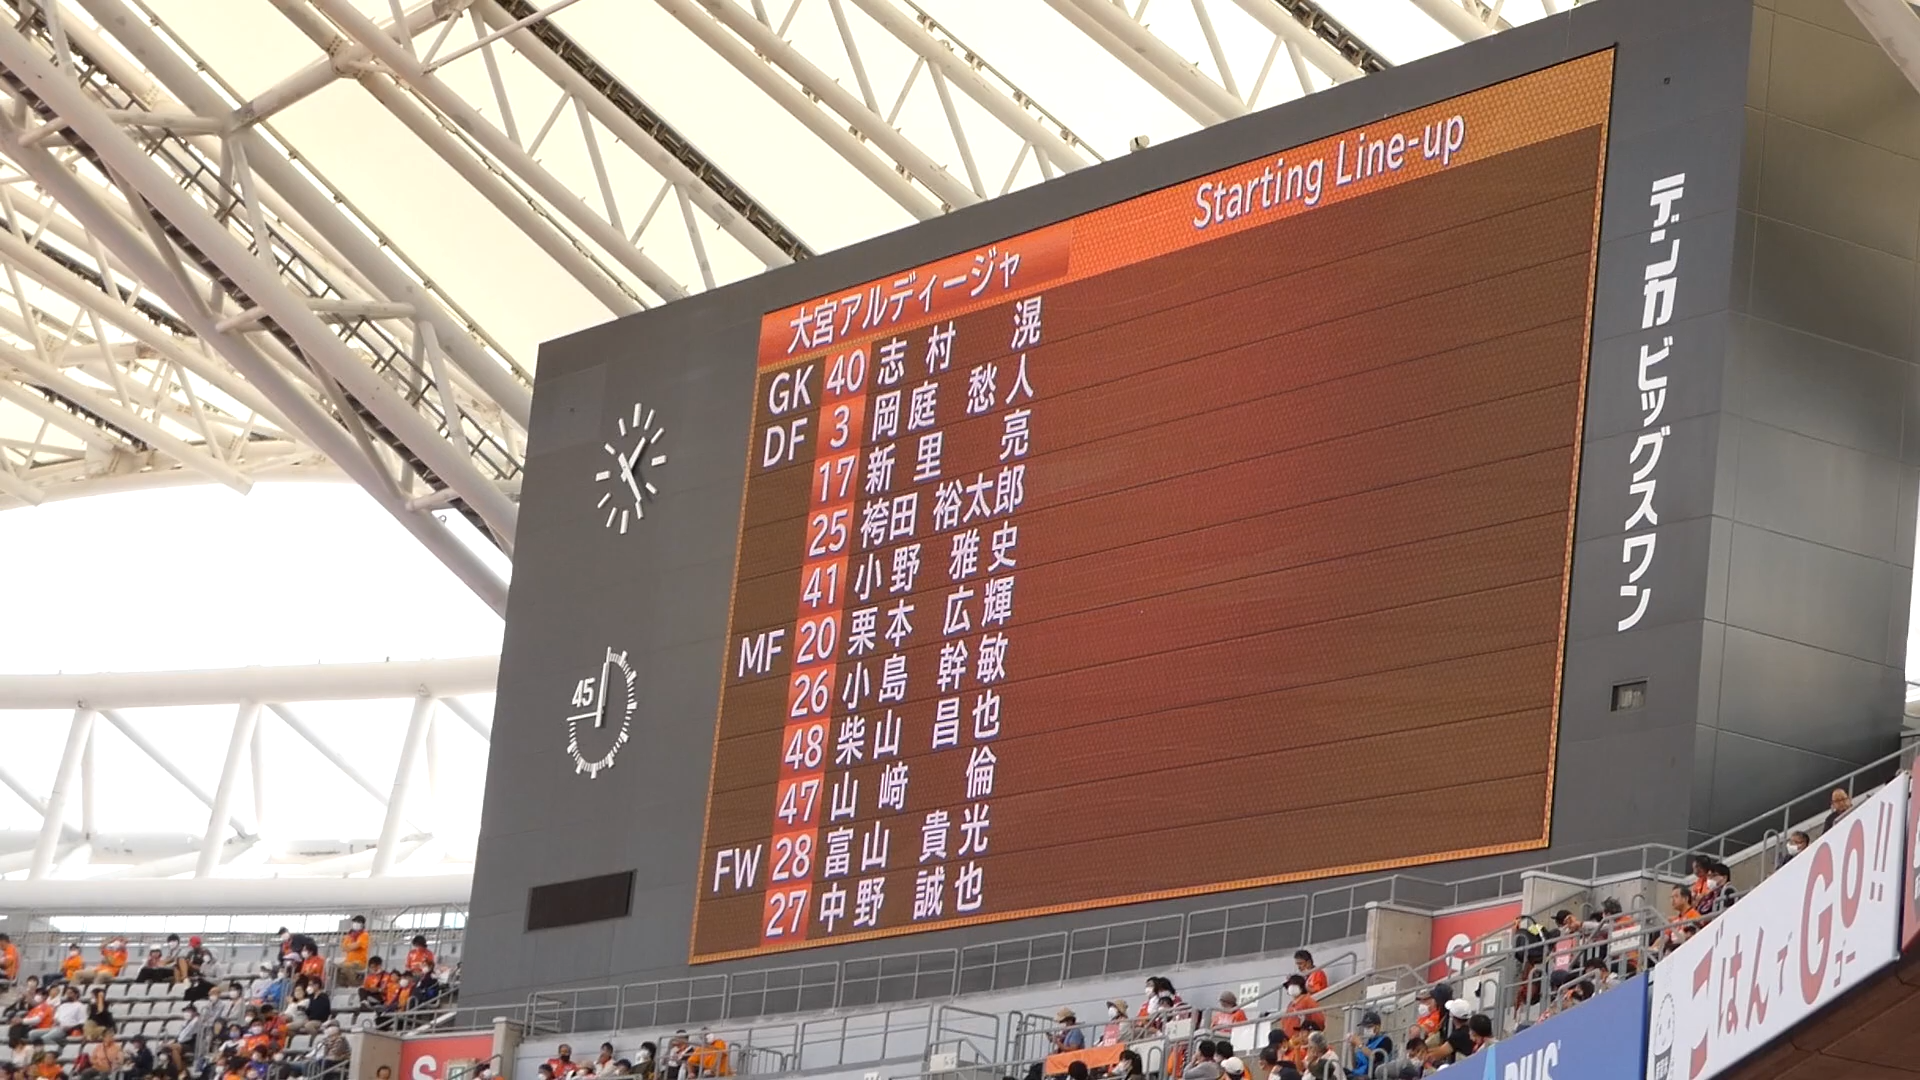 Starting Line-up
大宮アルディージャ
GK 40 志村 滉
DF 3 岡庭 愁人
17 新里 亮
25 袴田 裕太郎
41 小野 雅史
MF 20 栗本 広輝
26 小島 幹敏
48 柴山 昌也
47 山﨑 倫
FW 28 富山 貴光
27 中野 誠也
45
デンカビッグスワン
ごはんでGo!!
ゴー
S
S